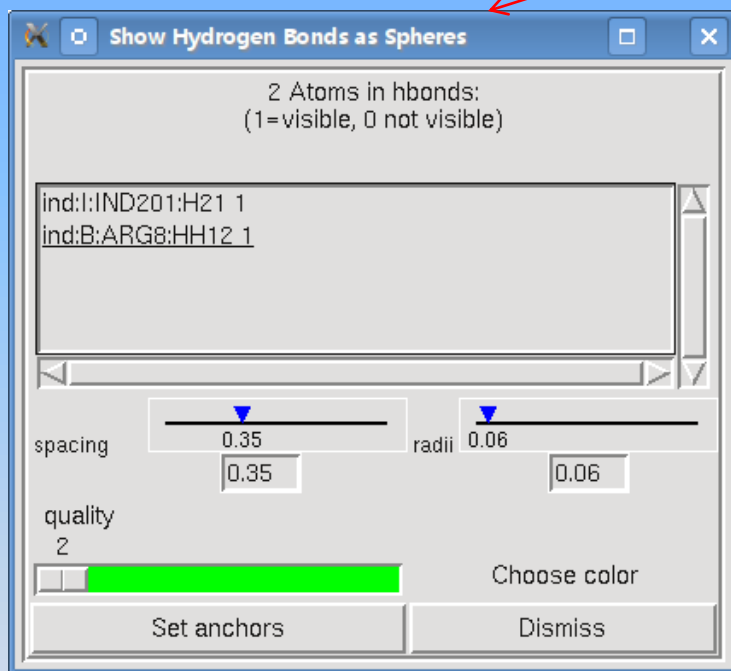 Show Hydrogen Bonds as Spheres
2 Atoms in hbonds:
(1=visible, 0 not visible)
ind:I:IND201:H21 1
ind:B:ARG8:HH12 1
spacing 0.35 radii 0.06
0.35 0.06
quality
2
Choose color
Set anchors Dismiss